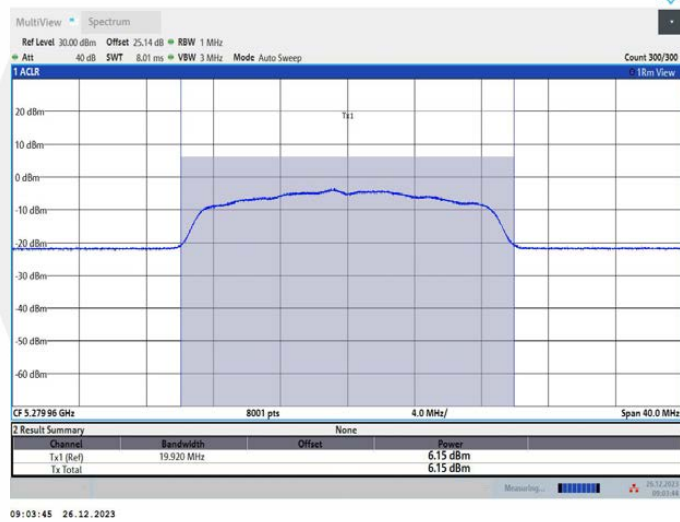 MultiView Spectrum
Ref Level 30.00 dBm Offset 25.14 dB RBW 1 MHz
Att 40 dB SWT 8.01 ms VBW 3 MHz Mode Auto Sweep Count 300/300
1 ACLR 1Rm View
20 dBm
Tx1
10 dBm
0 dBm
-10 dBm
-20 dBm
-30 dBm
-40 dBm
-50 dBm
-60 dBm
CF 5.279 96 GHz 8001 pts 4.0 MHz/ Span 40.0 MHz
2 Result Summary None
Channel Bandwidth Offset Power
Tx1 (Ref) 19.920 MHz 6.15 dBm
Tx Total 6.15 dBm
Measuring... 26.12.2023
09:03:44
09:03:45 26.12.2023